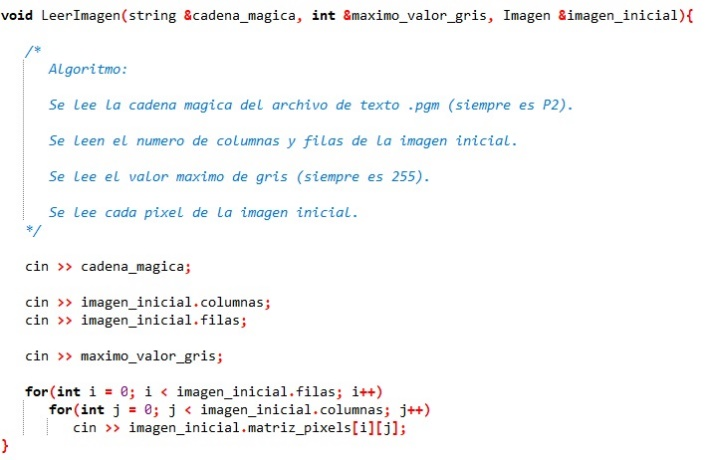 void LeerImagen(string &cadena_magica, int &maximo_valor_gris, Imagen &imagen_inicial){
/*
Algoritmo:
Se lee la cadena magica del archivo de texto .pgm (siempre es P2).
Se leen el numero de columnas y filas de la imagen inicial.
Se lee el valor maximo de gris (siempre es 255).
Se lee cada pixel de la imagen inicial.
*/
cin >> cadena_magica;
cin >> imagen_inicial.columnas;
cin >> imagen_inicial.filas;
cin >> maximo_valor_gris;
for(int i = 0; i < imagen_inicial.filas; i++)
for(int j = 0; j < imagen_inicial.columnas; j++)
cin >> imagen_inicial.matriz_pixels[i][j];
}